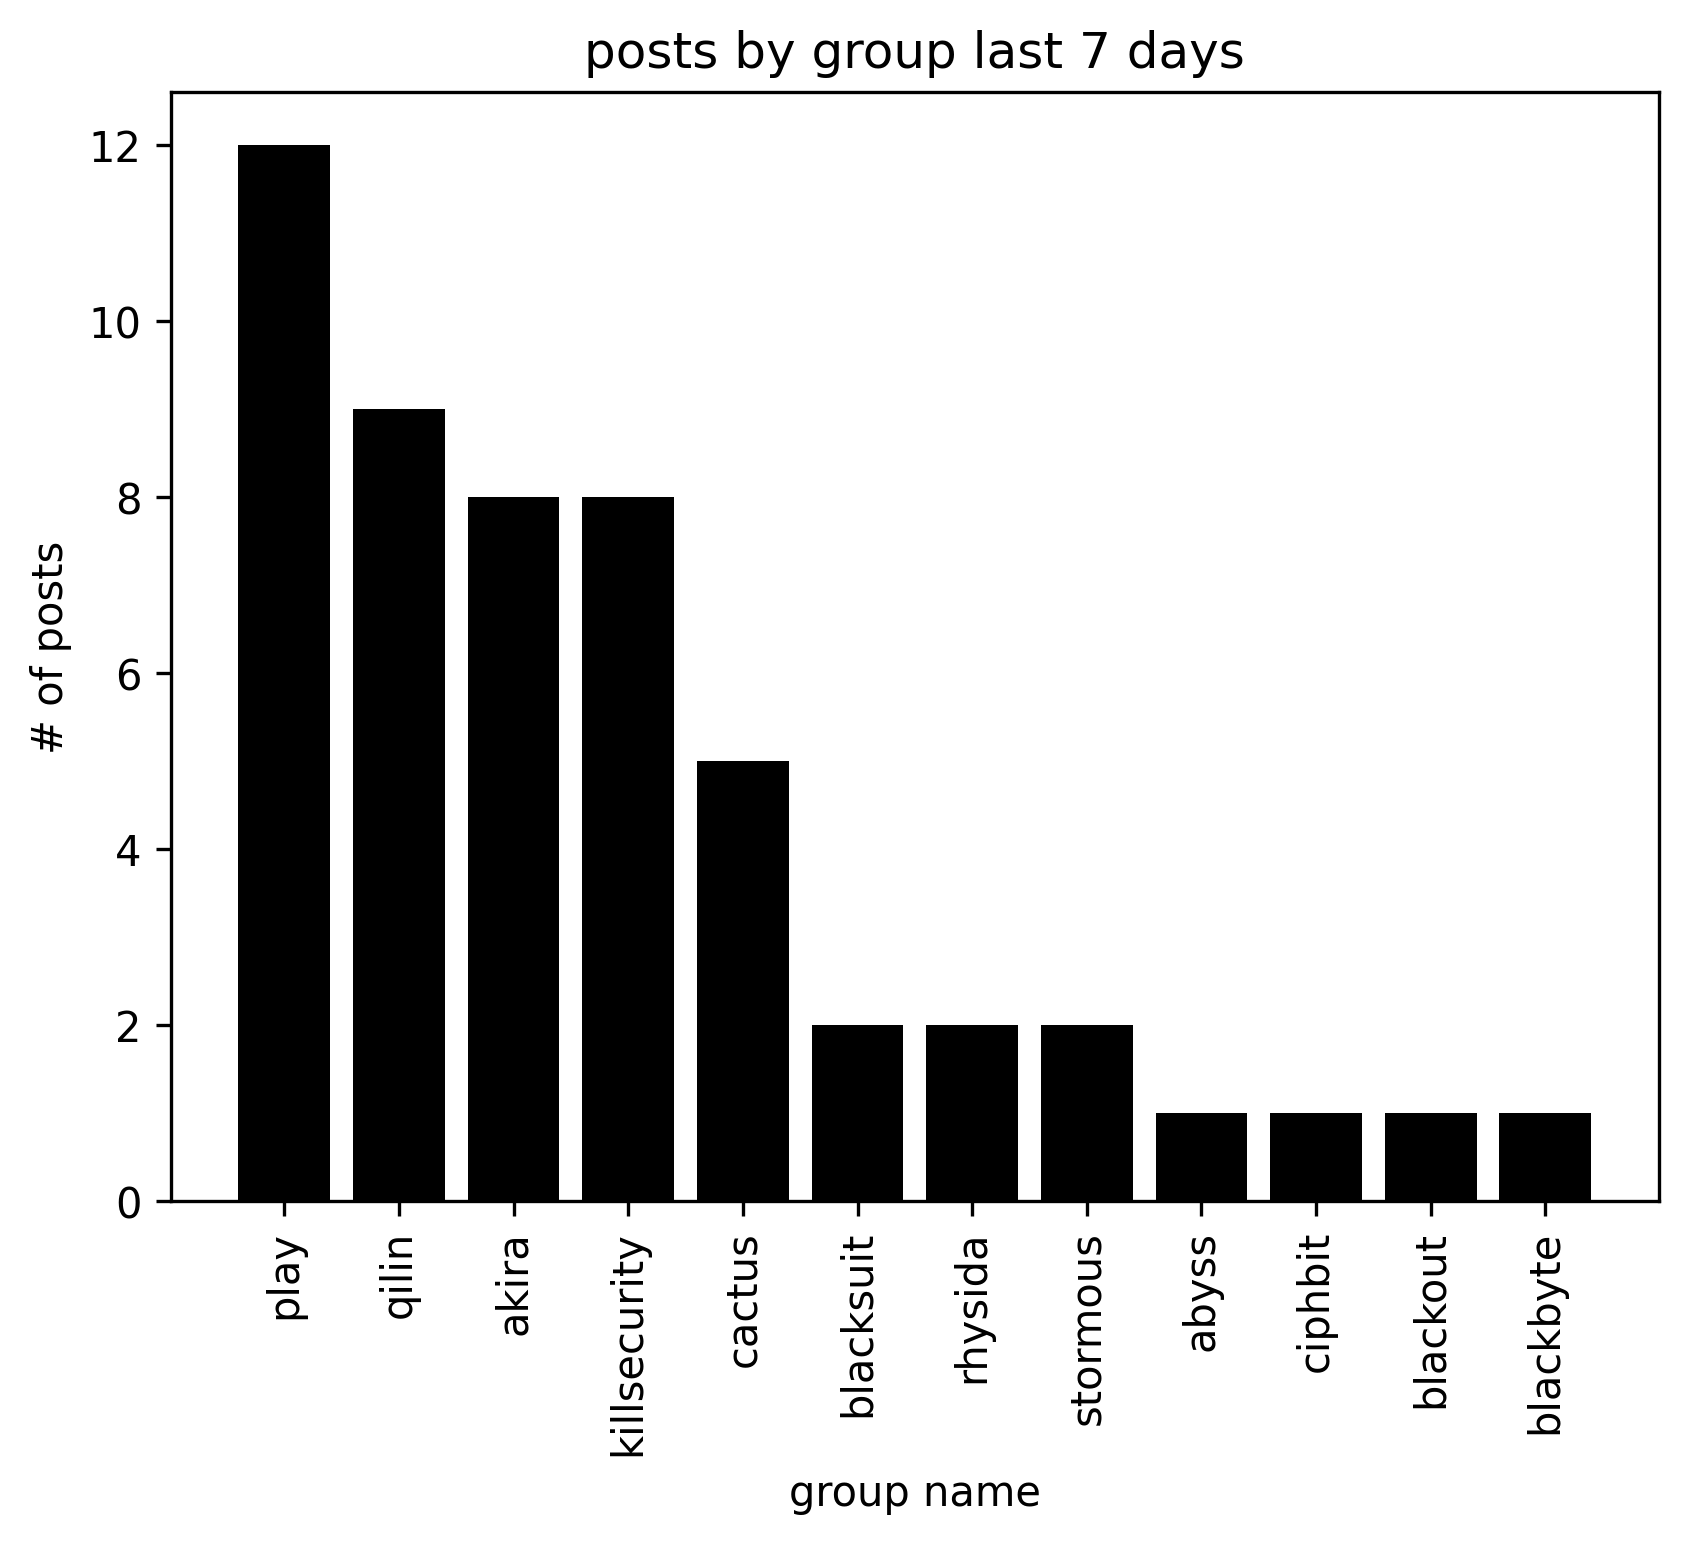 posts by group last 7 days
12
10
8
6
4
2
0
# of posts
play
qilin
akira
killsecurity
cactus
blacksuit
rhysida
stormous
abyss
ciphbit
blackout
blackbyte
group name